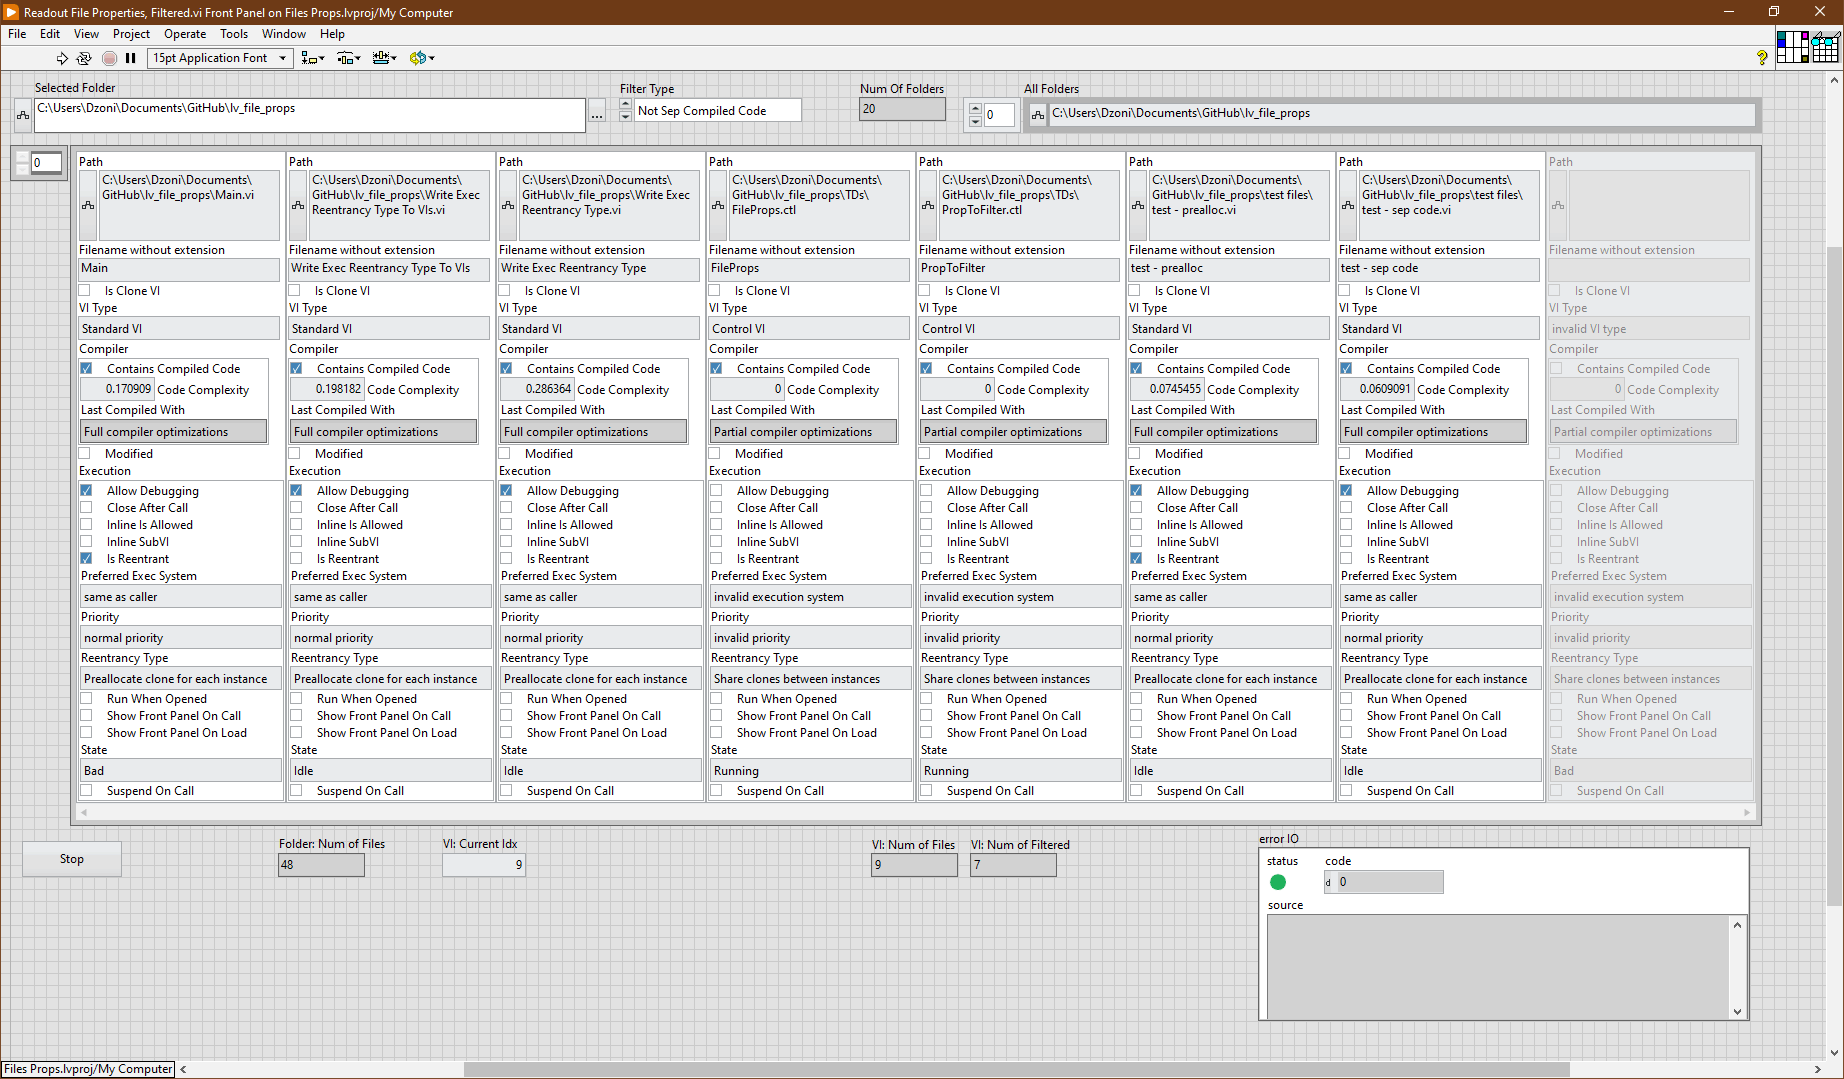 Readout File Properties, Filtered.vi Front Panel on Files Props.lvproj/My Computer
File Edit View Project Operate Tools Window Help
15pt Application Font
Selected Folder
C:\Users\Dzoni\Documents\GitHub\lv_file_props
...
Filter Type
Not Sep Compiled Code
Num Of Folders
20
All Folders
0
C:\Users\Dzoni\Documents\GitHub\lv_file_props
0
Path
C:\Users\Dzoni\Documents\
GitHub\lv_file_props\Main.vi
Filename without extension
Main
Is Clone VI
VI Type
Standard VI
Compiler
Contains Compiled Code
0.170909 Code Complexity
Last Compiled With
Full compiler optimizations
Modified
Execution
Allow Debugging
Close After Call
Inline Is Allowed
Inline SubVI
Is Reentrant
Preferred Exec System
same as caller
Priority
normal priority
Reentrancy Type
Preallocate clone for each instance
Run When Opened
Show Front Panel On Call
Show Front Panel On Load
State
Bad
Suspend On Call
Path
C:\Users\Dzoni\Documents\
GitHub\lv_file_props\Write Exec
Reentrancy Type To VIs.vi
Filename without extension
Write Exec Reentrancy Type To VIs
Is Clone VI
VI Type
Standard VI
Compiler
Contains Compiled Code
0.198182 Code Complexity
Last Compiled With
Full compiler optimizations
Modified
Execution
Allow Debugging
Close After Call
Inline Is Allowed
Inline SubVI
Is Reentrant
Preferred Exec System
same as caller
Priority
normal priority
Reentrancy Type
Preallocate clone for each instance
Run When Opened
Show Front Panel On Call
Show Front Panel On Load
State
Idle
Suspend On Call
Path
C:\Users\Dzoni\Documents\
GitHub\lv_file_props\Write Exec
Reentrancy Type.vi
Filename without extension
Write Exec Reentrancy Type
Is Clone VI
VI Type
Standard VI
Compiler
Contains Compiled Code
0.286364 Code Complexity
Last Compiled With
Full compiler optimizations
Modified
Execution
Allow Debugging
Close After Call
Inline Is Allowed
Inline SubVI
Is Reentrant
Preferred Exec System
same as caller
Priority
normal priority
Reentrancy Type
Preallocate clone for each instance
Run When Opened
Show Front Panel On Call
Show Front Panel On Load
State
Idle
Suspend On Call
Path
C:\Users\Dzoni\Documents\
GitHub\lv_file_props\TDs\
FileProps.ctl
Filename without extension
FileProps
Is Clone VI
VI Type
Control VI
Compiler
Contains Compiled Code
0 Code Complexity
Last Compiled With
Partial compiler optimizations
Modified
Execution
Allow Debugging
Close After Call
Inline Is Allowed
Inline SubVI
Is Reentrant
Preferred Exec System
invalid execution system
Priority
invalid priority
Reentrancy Type
Share clones between instances
Run When Opened
Show Front Panel On Call
Show Front Panel On Load
State
Running
Suspend On Call
Path
C:\Users\Dzoni\Documents\
GitHub\lv_file_props\TDs\
PropToFilter.ctl
Filename without extension
PropToFilter
Is Clone VI
VI Type
Control VI
Compiler
Contains Compiled Code
0 Code Complexity
Last Compiled With
Partial compiler optimizations
Modified
Execution
Allow Debugging
Close After Call
Inline Is Allowed
Inline SubVI
Is Reentrant
Preferred Exec System
invalid execution system
Priority
invalid priority
Reentrancy Type
Share clones between instances
Run When Opened
Show Front Panel On Call
Show Front Panel On Load
State
Running
Suspend On Call
Path
C:\Users\Dzoni\Documents\
GitHub\lv_file_props\test files\
test - prealloc.vi
Filename without extension
test - prealloc
Is Clone VI
VI Type
Standard VI
Compiler
Contains Compiled Code
0.0745455 Code Complexity
Last Compiled With
Full compiler optimizations
Modified
Execution
Allow Debugging
Close After Call
Inline Is Allowed
Inline SubVI
Is Reentrant
Preferred Exec System
same as caller
Priority
normal priority
Reentrancy Type
Preallocate clone for each instance
Run When Opened
Show Front Panel On Call
Show Front Panel On Load
State
Idle
Suspend On Call
Path
C:\Users\Dzoni\Documents\
GitHub\lv_file_props\test files\
test - sep code.vi
Filename without extension
test - sep code
Is Clone VI
VI Type
Standard VI
Compiler
Contains Compiled Code
0.0609091 Code Complexity
Last Compiled With
Full compiler optimizations
Modified
Execution
Allow Debugging
Close After Call
Inline Is Allowed
Inline SubVI
Is Reentrant
Preferred Exec System
same as caller
Priority
normal priority
Reentrancy Type
Preallocate clone for each instance
Run When Opened
Show Front Panel On Call
Show Front Panel On Load
State
Idle
Suspend On Call
Path
Filename without extension
Is Clone VI
VI Type
invalid VI type
Compiler
Contains Compiled Code
0 Code Complexity
Last Compiled With
Partial compiler optimizations
Modified
Execution
Allow Debugging
Close After Call
Inline Is Allowed
Inline SubVI
Is Reentrant
Preferred Exec System
invalid execution system
Priority
invalid priority
Reentrancy Type
Share clones between instances
Run When Opened
Show Front Panel On Call
Show Front Panel On Load
State
Bad
Suspend On Call
Stop
Folder: Num of Files
48
VI: Current Idx
9
VI: Num of Files
9
VI: Num of Filtered
7
error IO
status code
d 0
source
Files Props.lvproj/My Computer